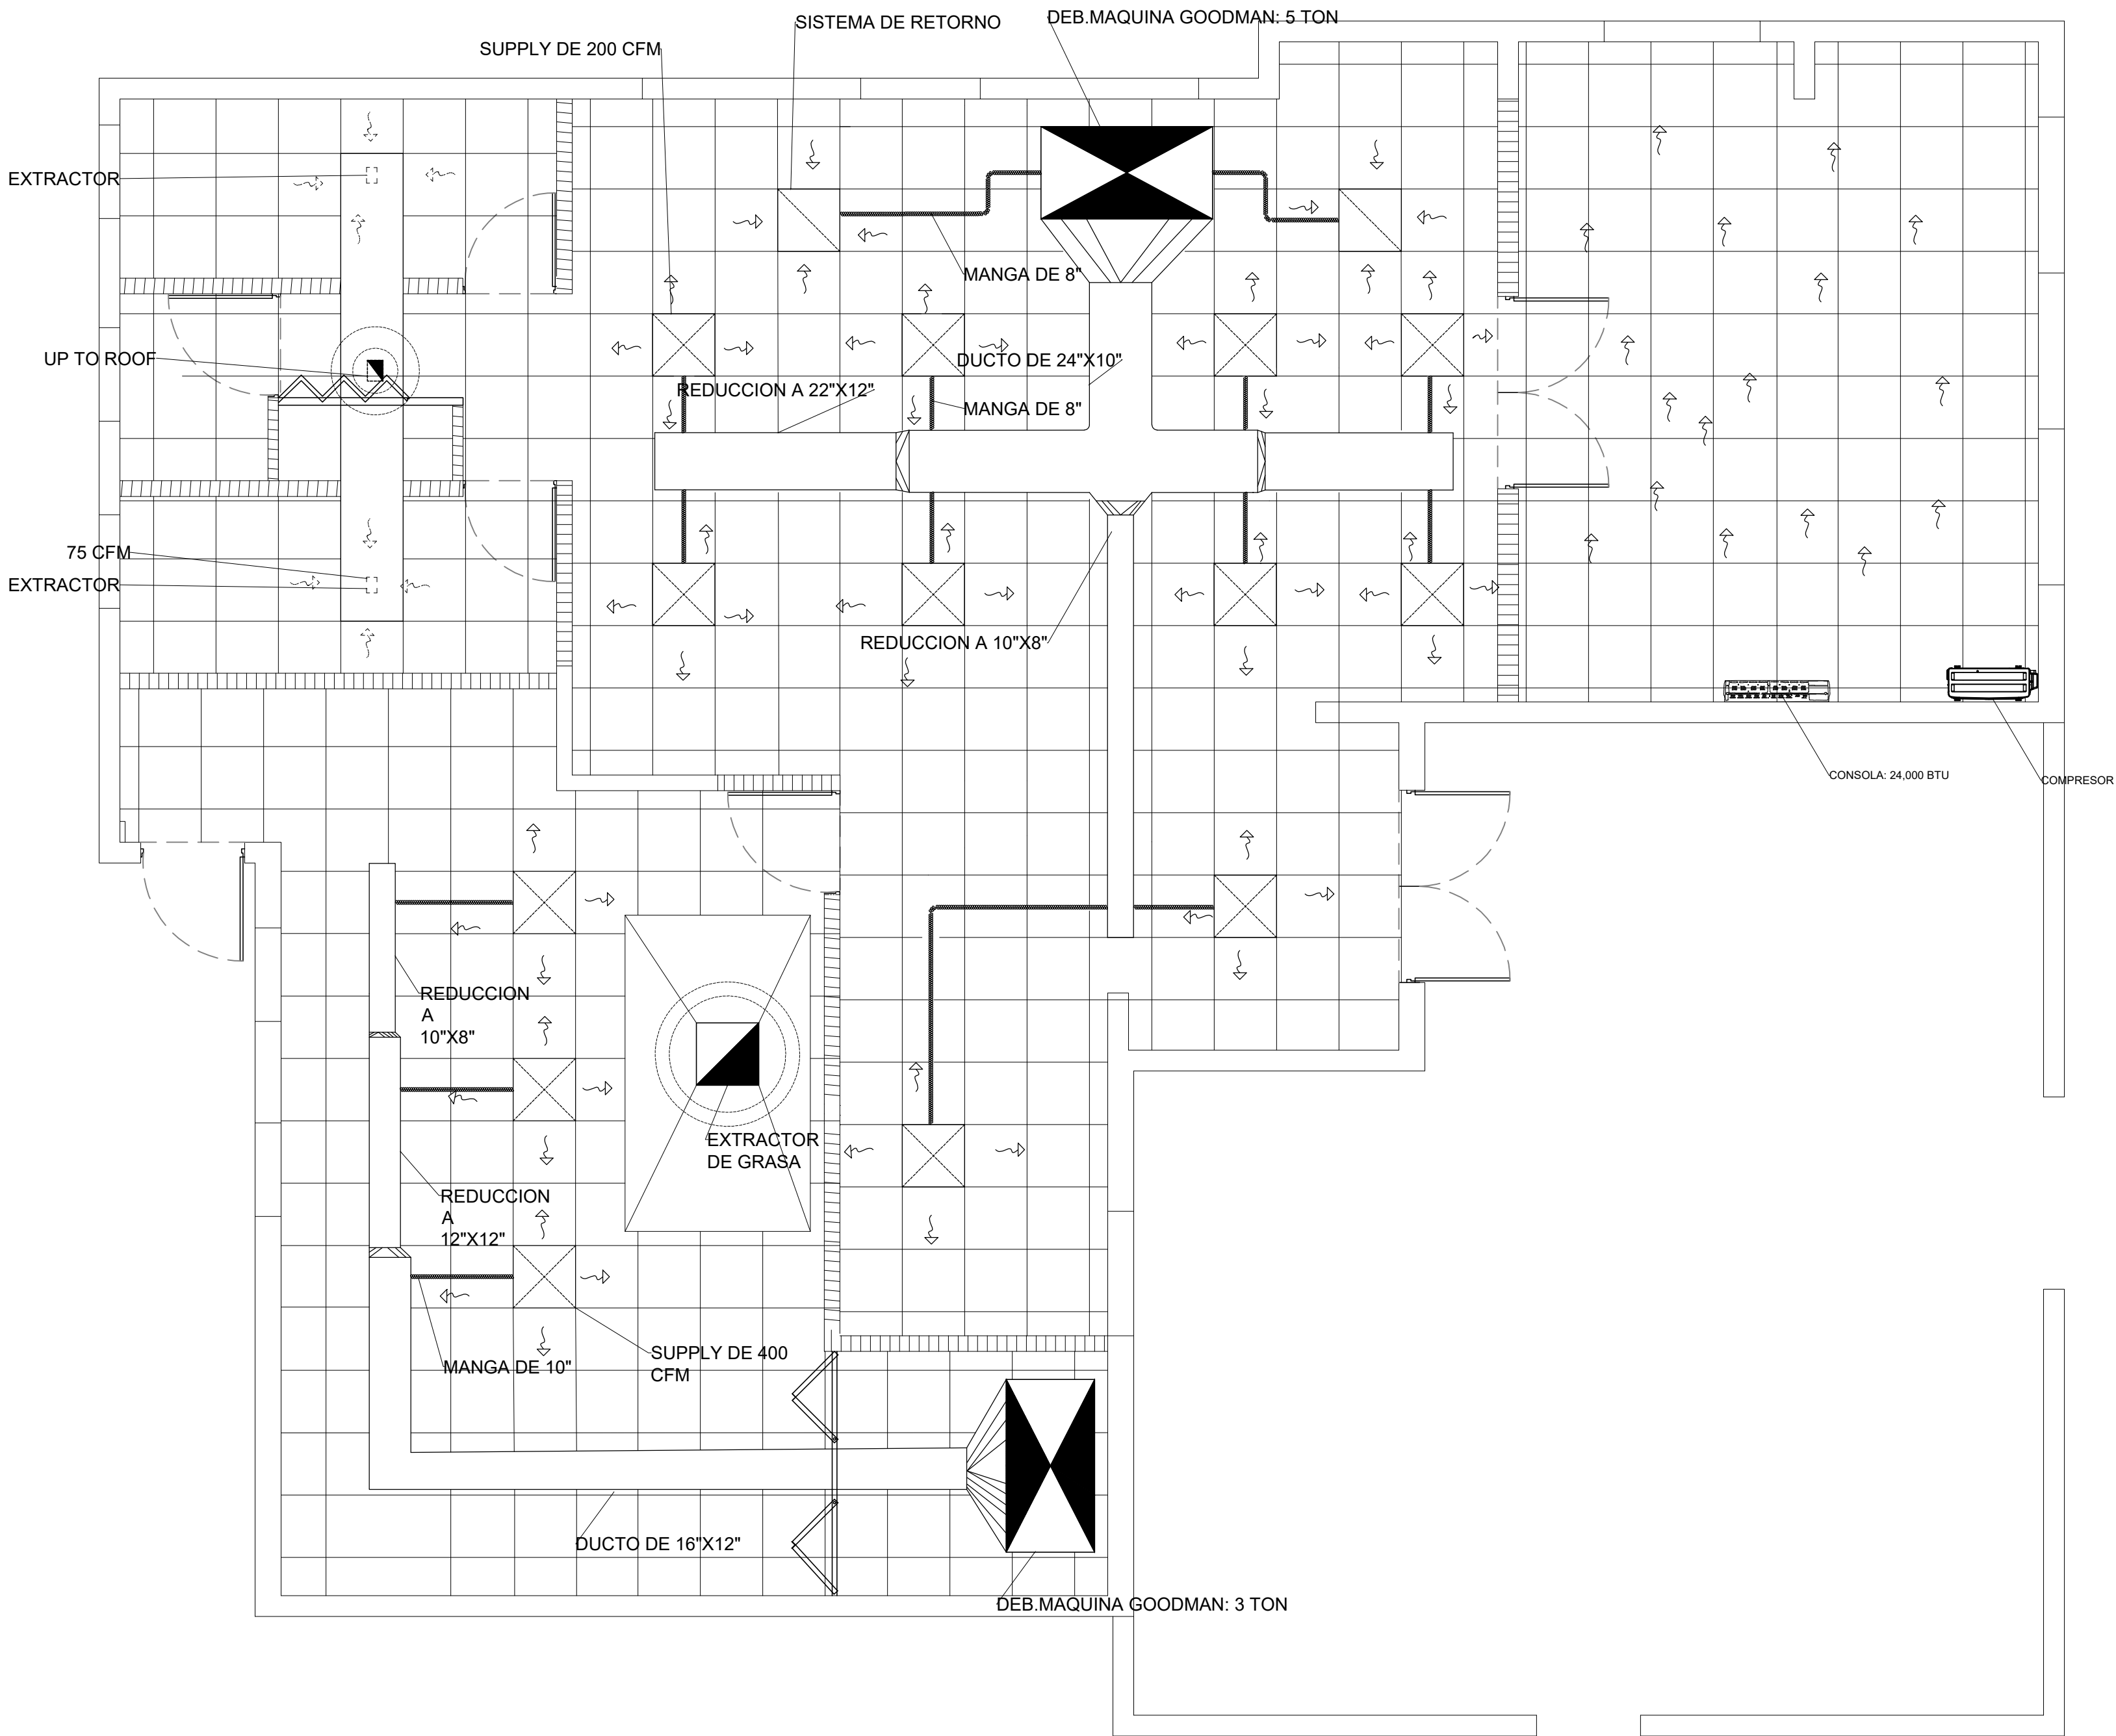 SISTEMA DE RETORNO
DEB.MAQUINA GOODMAN: 5 TON
SUPPLY DE 200 CFM
EXTRACTOR
MANGA DE 8"
UP TO ROOF
DUCTO DE 24"X10"
REDUCCION A 22"X12"
MANGA DE 8"
75 CFM
EXTRACTOR
REDUCCION A 10"X8"
CONSOLA: 24,000 BTU
COMPRESOR
REDUCCION
A
10"X8"
EXTRACTOR
DE GRASA
REDUCCION
A
12"X12"
SUPPLY DE 400
CFM
MANGA DE 10"
DUCTO DE 16"X12"
DEB.MAQUINA GOODMAN: 3 TON